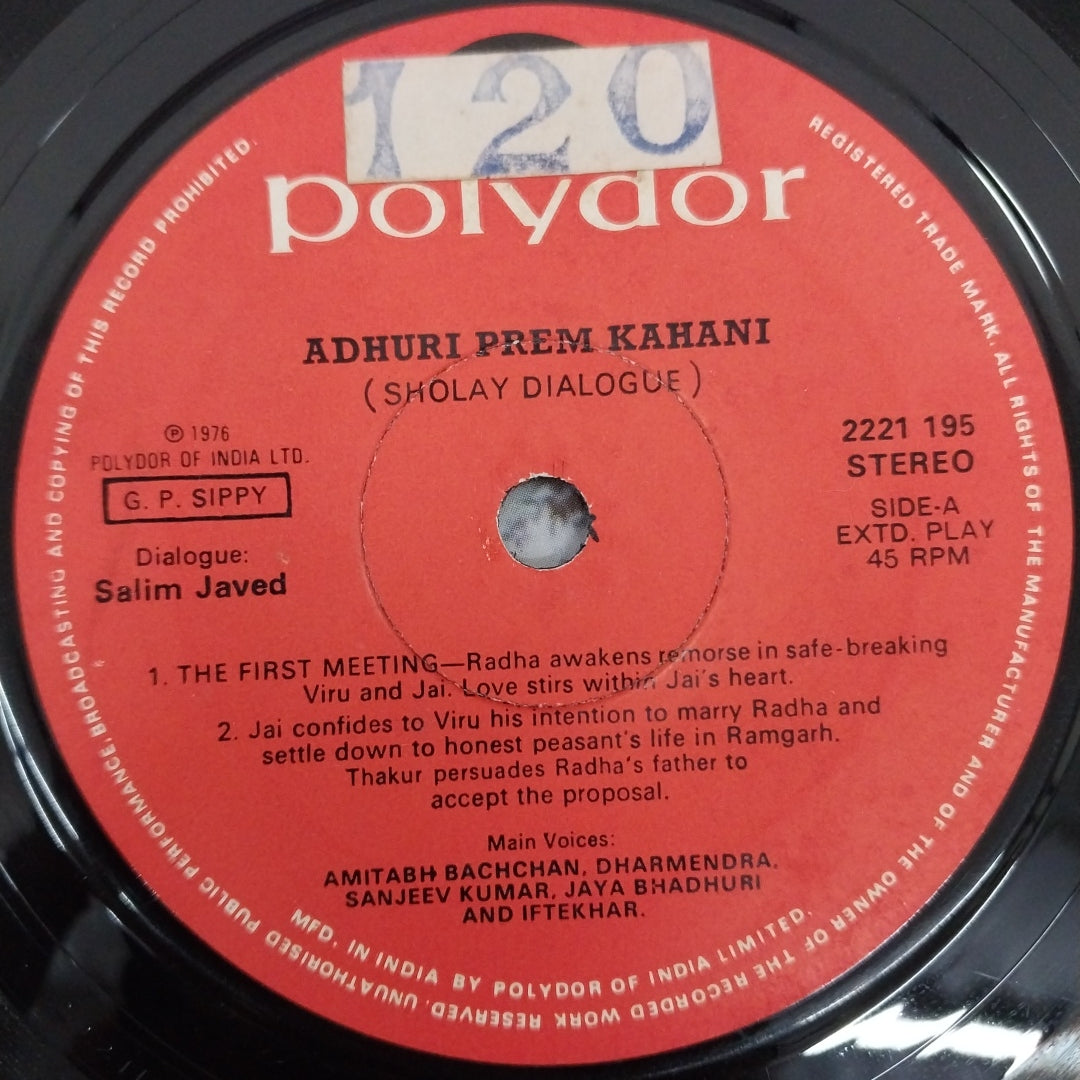 120
polydor
ADHURI PREM KAHANI
(SHOLAY DIALOGUE)
℗ 1976
POLYDOR OF INDIA LTD.
G. P. SIPPY
Dialogue:
Salim Javed
2221 195
STEREO
SIDE-A
EXTD. PLAY
45 RPM
1. THE FIRST MEETING—Radha awakens remorse in safe-breaking
Viru and Jai. Love stirs within Jai's heart.
2. Jai confides to Viru his intention to marry Radha and
settle down to honest peasant's life in Ramgarh.
Thakur persuades Radha's father to
accept the proposal.
Main Voices:
AMITABH BACHCHAN, DHARMENDRA,
SANJEEV KUMAR, JAYA BHADHURI
AND IFTEKHAR.
MFD. IN INDIA BY POLYDOR OF INDIA LIMITED.
REGISTERED TRADE MARK. ALL RIGHTS OF THE MANUFACTURER AND OF THE OWNER OF THE RECORDED WORK RESERVED. UNAUTHORISED PUBLIC PERFORMANCE BROADCASTING AND COPYING OF THIS RECORD PROHIBITED.